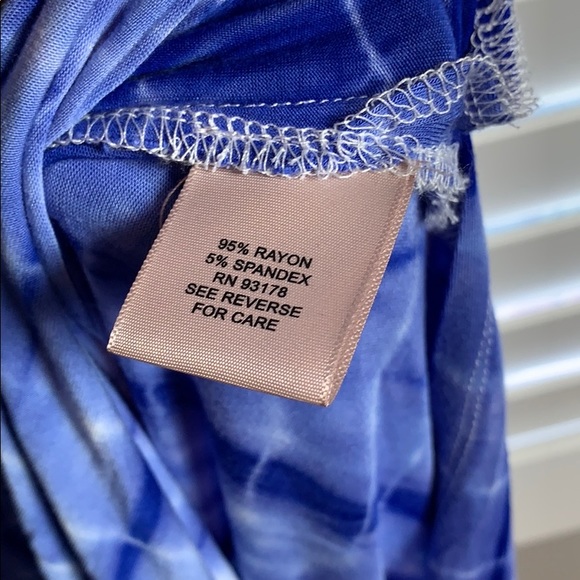 95% RAYON
5% SPANDEX
RN 93178
SEE REVERSE
FOR CARE